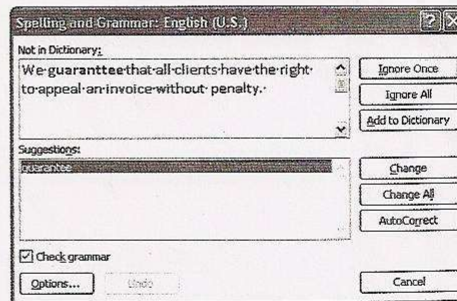 Spelling and Grammar: English (U.S.)
Not in Dictionary:
We guaranttee that all clients have the right
to appeal an invoice without penalty.
Ignore Once
Ignore All
Add to Dictionary
Suggestions:
guarantee
Change
Change All
AutoCorrect
Check grammar
Options...
Undo
Cancel